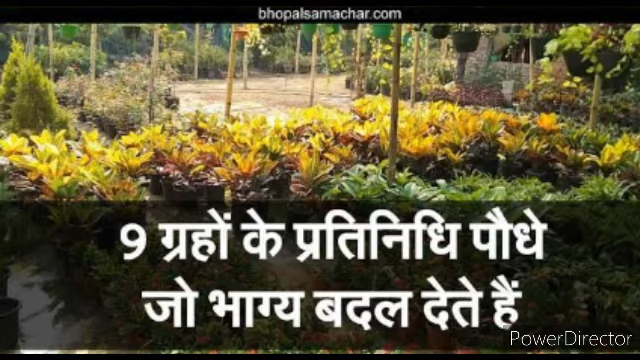 bhopalsamachar.com
9 ग्रहों के प्रतिनिधि पौधे
जो भाग्य बदल देते हैं
PowerDirector